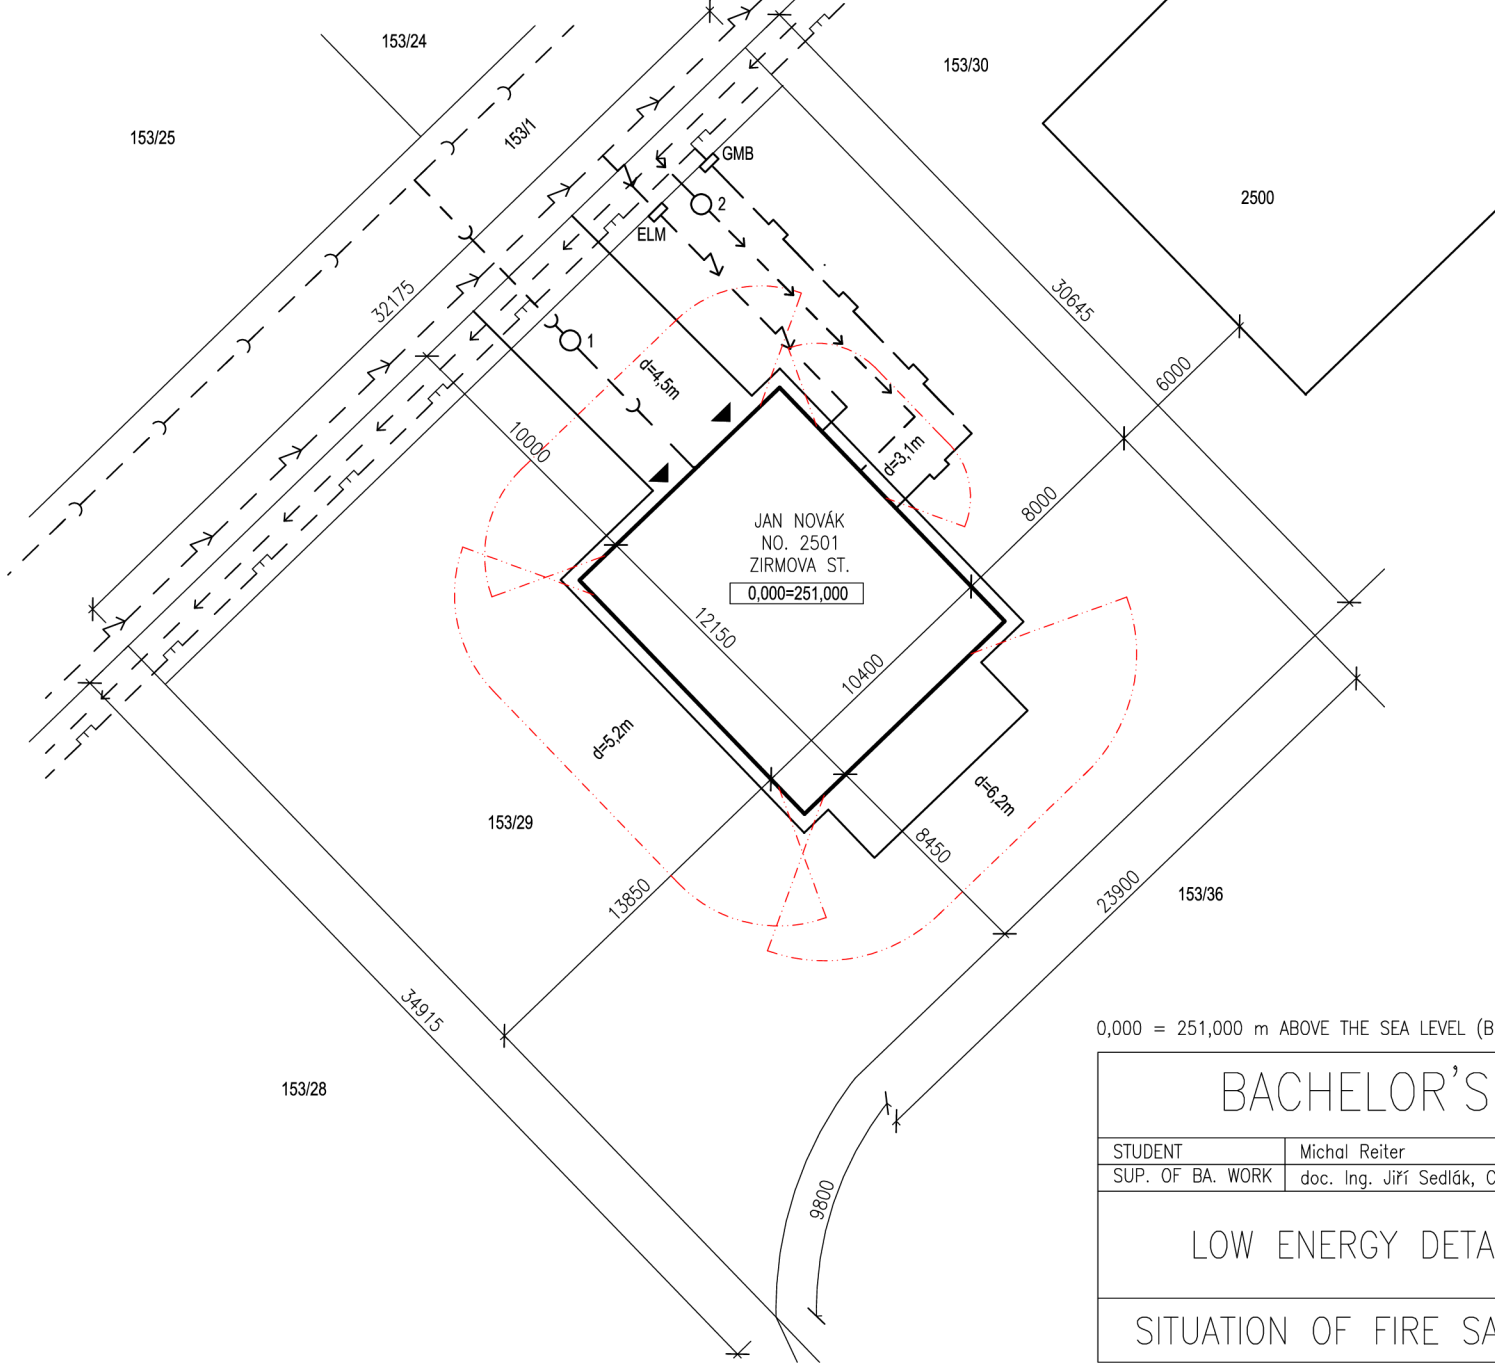 153/24
153/30
153/25
153/1
GMB
2
2500
ELM
32175
30645
1
d=4,5m
6000
10000
d=3,1m
8000
JAN NOVÁK
NO. 2501
ZIRMOVA ST.
0,000=251,000
12150
10400
d=5,2m
d=6,2m
153/29
8450
13850
23900
153/36
34915
153/28
9800
0,000 = 251,000 m ABOVE THE SEA LEVEL (B
BACHELOR'S
STUDENT Michal Reiter
SUP. OF BA. WORK doc. Ing. Jiří Sedlák, C
LOW ENERGY DETA
SITUATION OF FIRE SA